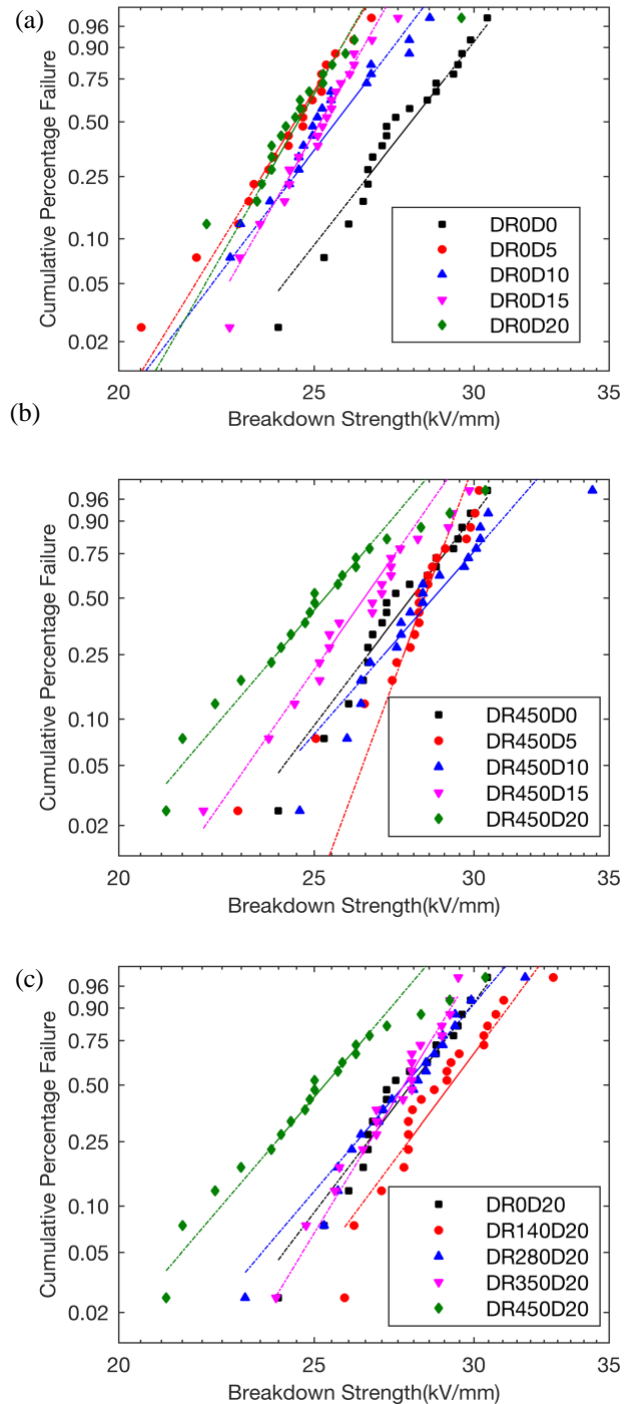 (a)
0.96
0.90
0.75
0.50
0.25
0.10
0.05
0.02
Cumulative Percentage Failure
DR0D0
DR0D5
DR0D10
DR0D15
DR0D20
20 25 30 35
Breakdown Strength(kV/mm)
(b)
0.96
0.90
0.75
0.50
0.25
0.10
0.05
0.02
Cumulative Percentage Failure
DR450D0
DR450D5
DR450D10
DR450D15
DR450D20
20 25 30 35
Breakdown Strength(kV/mm)
(c)
0.96
0.90
0.75
0.50
0.25
0.10
0.05
0.02
Cumulative Percentage Failure
DR0D20
DR140D20
DR280D20
DR350D20
DR450D20
20 25 30 35
Breakdown Strength(kV/mm)